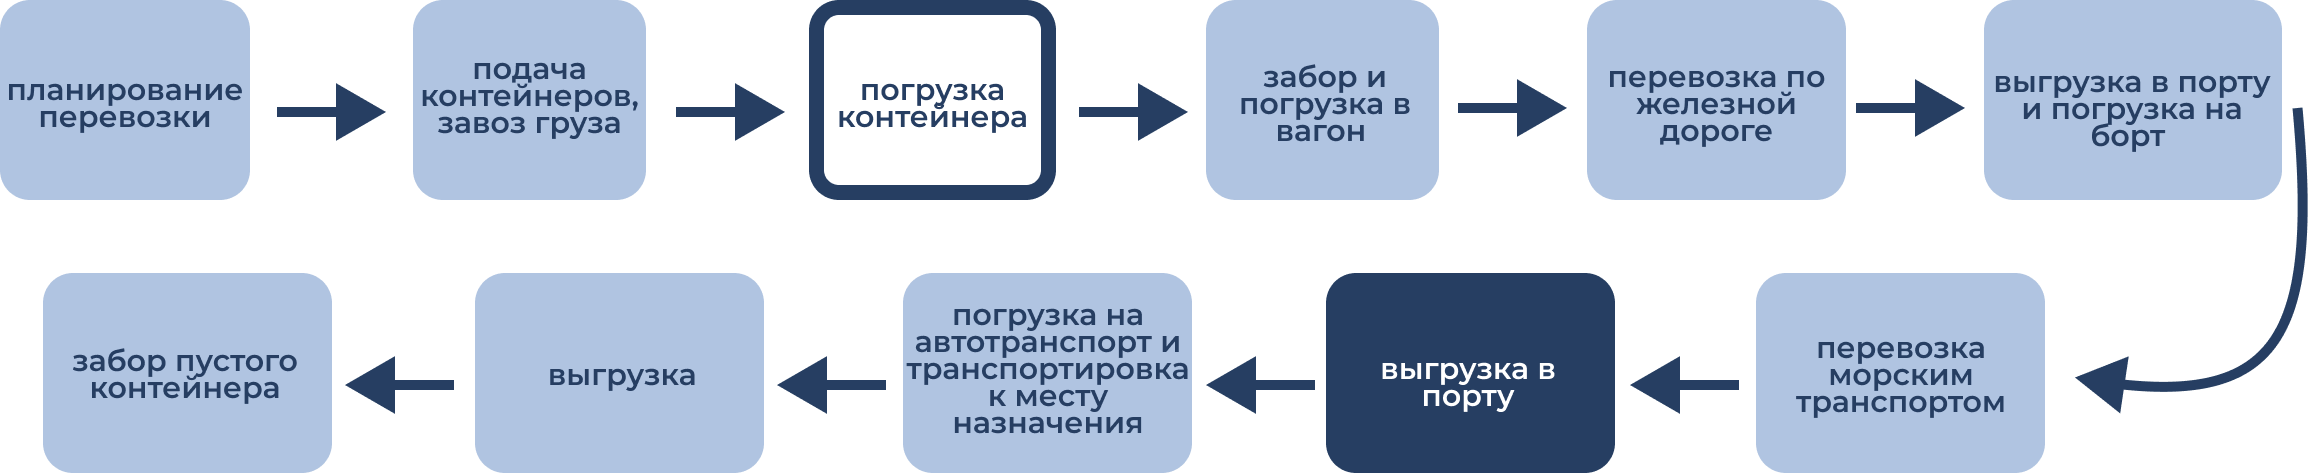 планирование
перевозки
подача
контейнеров,
завоз груза
погрузка
контейнера
забор и
погрузка в
вагон
перевозка по
железной
дороге
выгрузка в порту
и погрузка на
борт
перевозка
морским
транспортом
выгрузка в
порту
погрузка на
автотранспорт и
транспортировка
к месту
назначения
выгрузка
забор пустого
контейнера